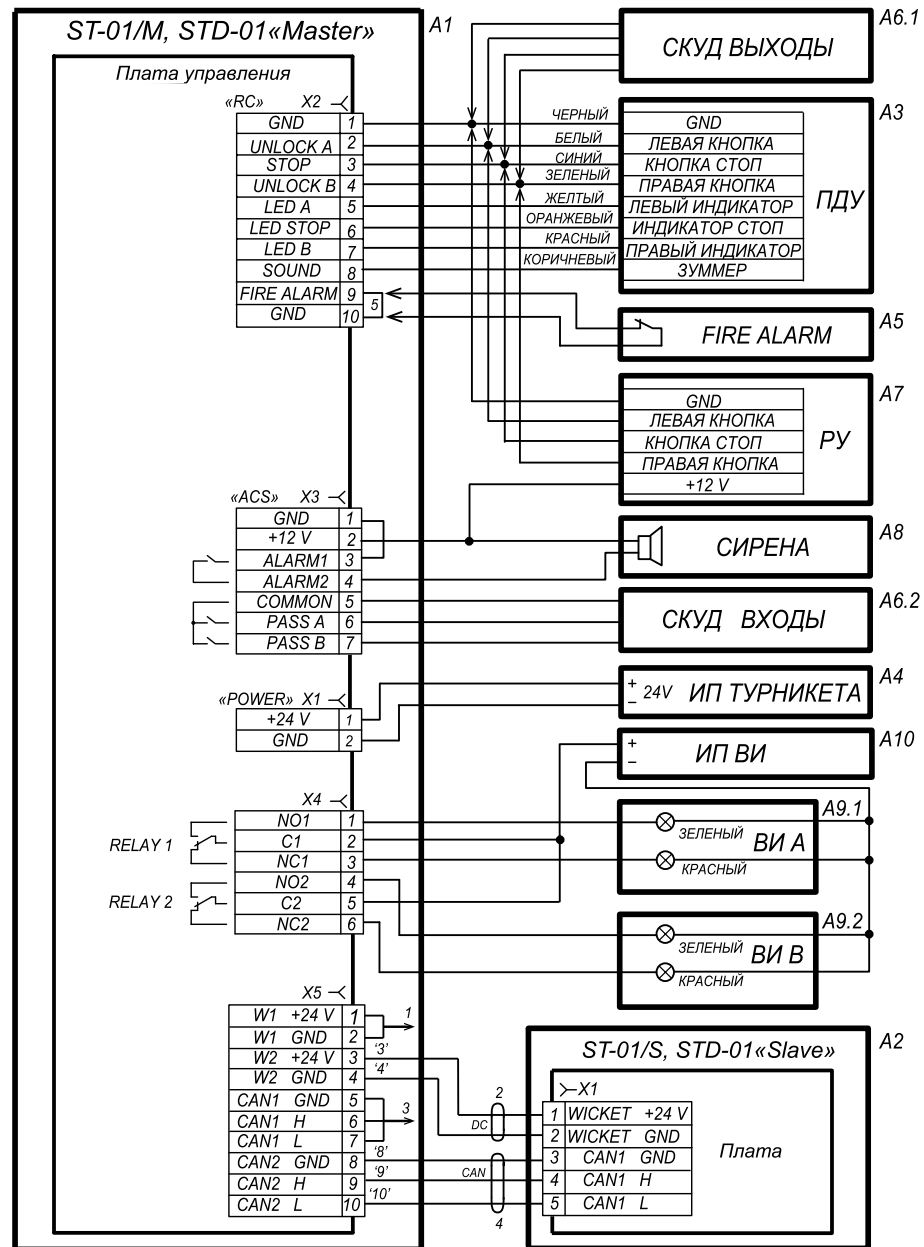 ST-01/M, STD-01«Master»
A1
Плата управления
«RC» X2
GND 1
UNLOCK A 2
STOP 3
UNLOCK B 4
LED A 5
LED STOP 6
LED B 7
SOUND 8
FIRE ALARM 9
GND 10
5
ЧЕРНЫЙ
БЕЛЫЙ
СИНИЙ
ЗЕЛЕНЫЙ
ЖЕЛТЫЙ
ОРАНЖЕВЫЙ
КРАСНЫЙ
КОРИЧНЕВЫЙ
СКУД ВЫХОДЫ
A6.1
GND
ЛЕВАЯ КНОПКА
КНОПКА СТОП
ПРАВАЯ КНОПКА
ЛЕВЫЙ ИНДИКАТОР
ИНДИКАТОР СТОП
ПРАВЫЙ ИНДИКАТОР
ЗУММЕР
ПДУ
A3
FIRE ALARM
A5
GND
ЛЕВАЯ КНОПКА
КНОПКА СТОП
ПРАВАЯ КНОПКА
+12 V
РУ
A7
«ACS» X3
GND 1
+12 V 2
ALARM1 3
ALARM2 4
COMMON 5
PASS A 6
PASS B 7
СИРЕНА
A8
СКУД ВХОДЫ
A6.2
«POWER» X1
+24 V 1
GND 2
+
– 24V ИП ТУРНИКЕТА
A4
+
– ИП ВИ
A10
X4
RELAY 1
NO1 1
C1 2
NC1 3
RELAY 2
NO2 4
C2 5
NC2 6
A9.1
ЗЕЛЕНЫЙ
ВИ А
КРАСНЫЙ
A9.2
ЗЕЛЕНЫЙ
ВИ В
КРАСНЫЙ
X5
W1 +24 V 1
W1 GND 2
W2 +24 V 3
W2 GND 4
CAN1 GND 5
CAN1 H 6
CAN1 L 7
CAN2 GND 8
CAN2 H 9
CAN2 L 10
1
'3'
'4'
3
'8'
'9'
'10'
2
DC
CAN
4
ST-01/S, STD-01«Slave»
A2
X1
1 WICKET +24 V
2 WICKET GND
3 CAN1 GND
4 CAN1 H
5 CAN1 L
Плата